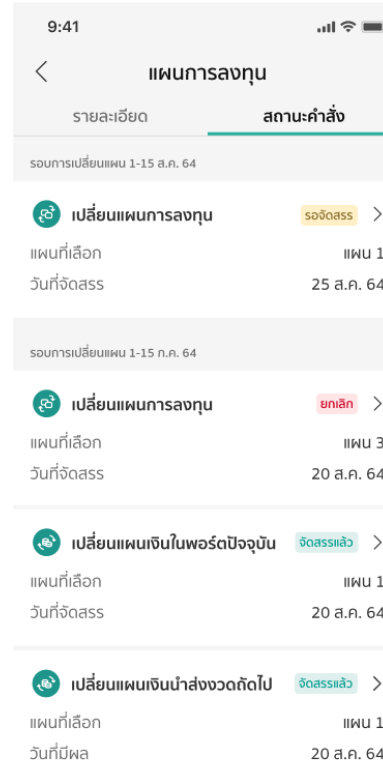 9:41
แผนการลงทุน
รายละเอียด สถานะคำสั่ง
รอบการเปลี่ยนแผน 1-15 ส.ค. 64
เปลี่ยนแผนการลงทุน รอจัดสรร
แผนที่เลือก แผน 1
วันที่จัดสรร 25 ส.ค. 64
รอบการเปลี่ยนแผน 1-15 ก.ค. 64
เปลี่ยนแผนการลงทุน ยกเลิก
แผนที่เลือก แผน 3
วันที่จัดสรร 20 ส.ค. 64
เปลี่ยนแผนเงินในพอร์ตปัจจุบัน จัดสรรแล้ว
แผนที่เลือก แผน 1
วันที่จัดสรร 20 ส.ค. 64
เปลี่ยนแผนเงินนำส่งงวดถัดไป จัดสรรแล้ว
แผนที่เลือก แผน 1
วันที่มีผล 20 ส.ค. 64